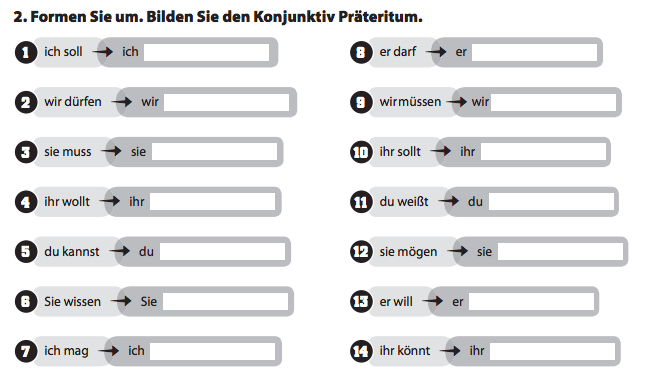 2. Formen Sie um. Bilden Sie den Konjunktiv Präteritum.
1 ich soll → ich
2 wir dürfen → wir
3 sie muss → sie
4 ihr wollt → ihr
5 du kannst → du
6 Sie wissen → Sie
7 ich mag → ich
8 er darf → er
9 wir müssen → wir
10 ihr sollt → ihr
11 du weißt → du
12 sie mögen → sie
13 er will → er
14 ihr könnt → ihr